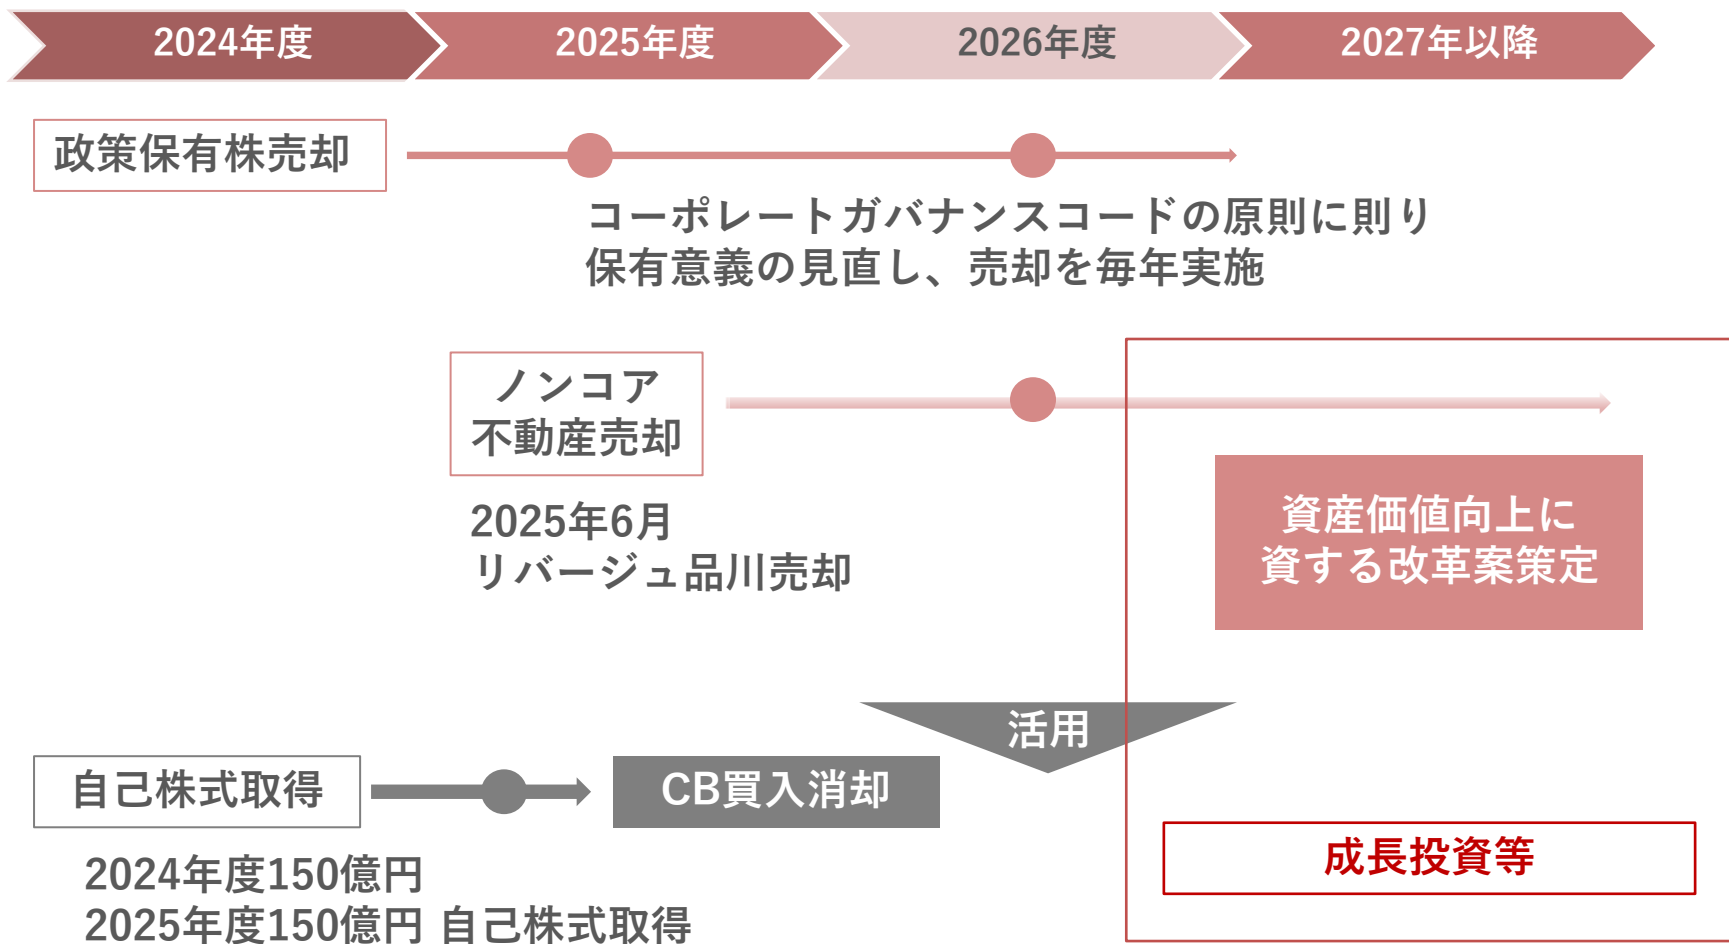 2024年度
2025年度
2026年度
2027年以降
政策保有株売却
コーポレートガバナンスコードの原則に則り
保有意義の見直し、売却を毎年実施
ノンコア
不動産売却
2025年6月
リバージュ品川売却
資産価値向上に
資する改革案策定
活用
自己株式取得
CB買入消却
2024年度150億円
2025年度150億円 自己株式取得
成長投資等